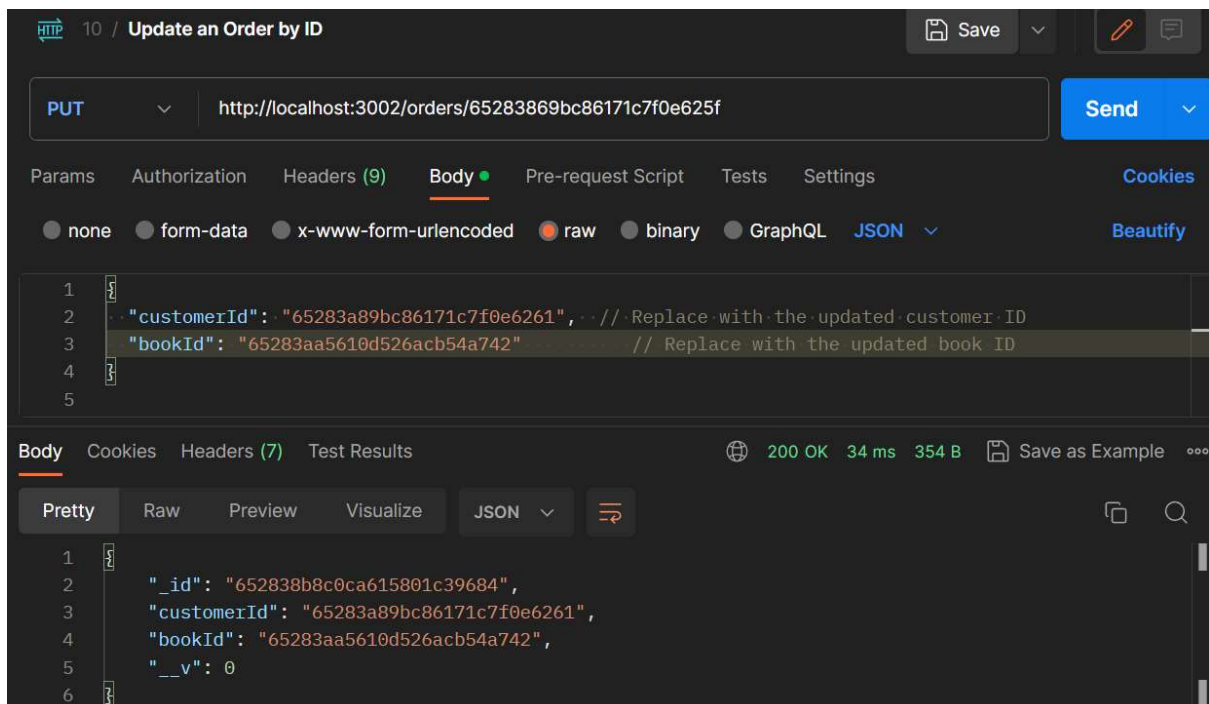 HTTP 10 / Update an Order by ID Save
PUT http://localhost:3002/orders/65283869bc86171c7f0e625f Send
Params Authorization Headers (9) Body Pre-request Script Tests Settings Cookies
none form-data x-www-form-urlencoded raw binary GraphQL JSON Beautify
1 {
2 "customerId": "65283a89bc86171c7f0e6261", // Replace with the updated customer ID
3 "bookId": "65283aa5610d526acb54a742" // Replace with the updated book ID
4 }
5
Body Cookies Headers (7) Test Results 200 OK 34 ms 354 B Save as Example
Pretty Raw Preview Visualize JSON
1 {
2 "_id": "652838b8c0ca615801c39684",
3 "customerId": "65283a89bc86171c7f0e6261",
4 "bookId": "65283aa5610d526acb54a742",
5 "__v": 0
6 }